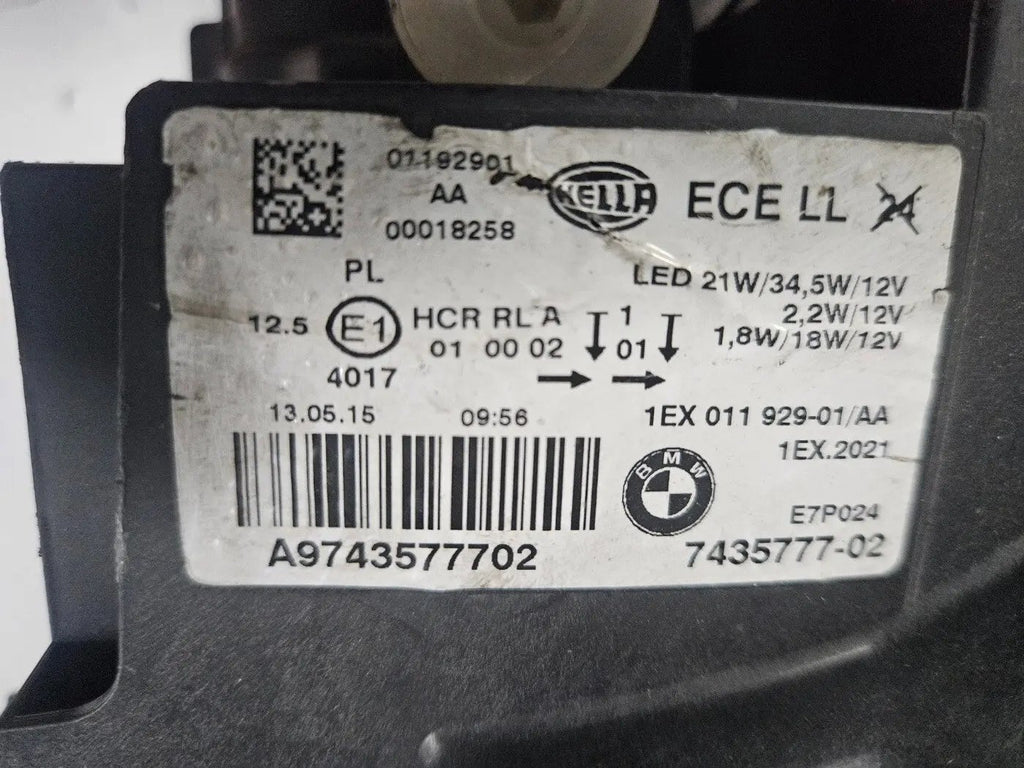 01192901
AA
00018258
HELLA
ECE LL 24
PL
LED 21W/34,5W/12V
2,2W/12V
1,8W/18W/12V
12.5 E1 HCR RL A 1
01 00 02 01
4017
13.05.15 09:56
1EX 011 929-01/AA
1EX.2021
BMW
E7P024
A9743577702
7435777-02